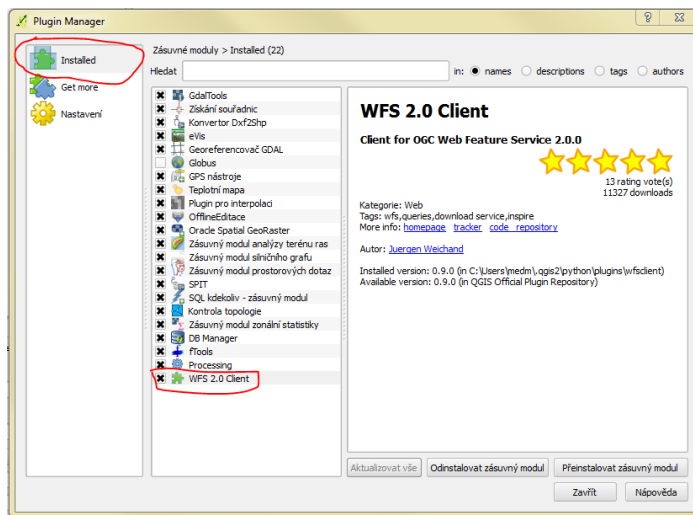 Plugin Manager
Installed
Get more
Nastavení
Zásuvné moduly > Installed (22)
Hledat
in: names descriptions tags authors
GdalTools
Získání souřadnic
Konvertor Dxf2Shp
eVis
Georeferencovač GDAL
Globus
GPS nástroje
Teplotní mapa
Plugin pro interpolaci
OfflineEditace
Oracle Spatial GeoRaster
Zásuvný modul analýzy terénu ras
Zásuvný modul silničního grafu
Zásuvný modul prostorových dotaz
SPIT
SQL kdekoliv - zásuvný modul
Kontrola topologie
Zásuvný modul zonální statistiky
DB Manager
fTools
Processing
WFS 2.0 Client
WFS 2.0 Client
Client for OGC Web Feature Service 2.0.0
13 rating vote(s)
11327 downloads
Kategorie: Web
Tags: wfs,queries,download service,inspire
More info: homepage tracker code_repository
Autor: Juergen Weichand
Installed version: 0.9.0 (in C:\Users\medm\.qgis2\python\plugins\wfsclient)
Available version: 0.9.0 (in QGIS Official Plugin Repository)
Aktualizovat vše
Odinstalovat zásuvný modul
Přeinstalovat zásuvný modul
Zavřít
Nápověda